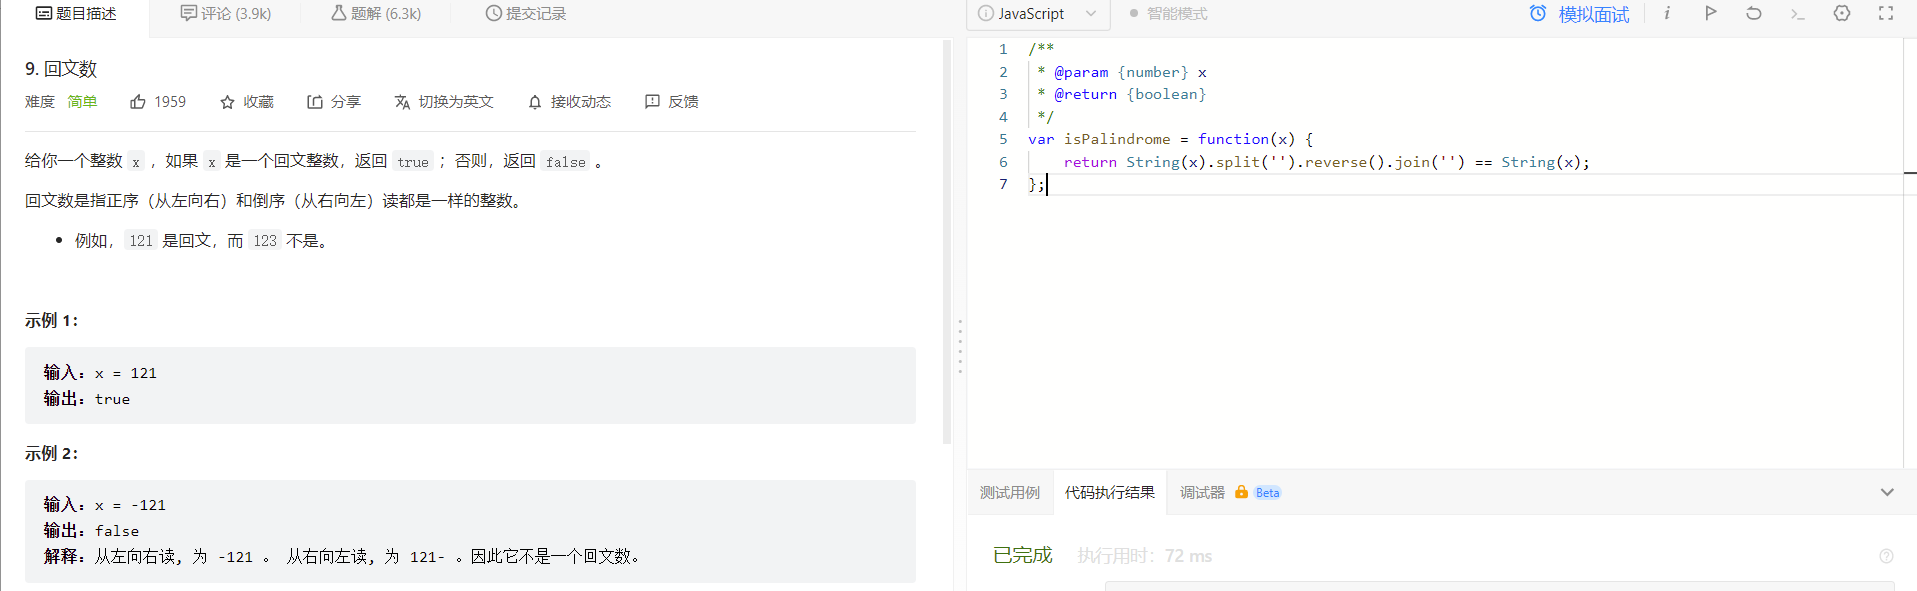 题目描述 评论 (3.9k) 题解 (6.3k) 提交记录
9. 回文数
难度 简单 1959 收藏 分享 切换为英文 接收动态 反馈
给你一个整数 x ，如果 x 是一个回文整数，返回 true ；否则，返回 false 。
回文数是指正序（从左向右）和倒序（从右向左）读都是一样的整数。
例如，121 是回文，而 123 不是。
示例 1：
输入：x = 121
输出：true
示例 2：
输入：x = -121
输出：false
解释：从左向右读, 为 -121 。 从右向左读, 为 121- 。因此它不是一个回文数。
JavaScript 智能模式 模拟面试
1 /**
2  * @param {number} x
3  * @return {boolean}
4  */
5 var isPalindrome = function(x) {
6     return String(x).split('').reverse().join('') == String(x);
7 };
测试用例 代码执行结果 调试器 Beta
已完成 执行用时：72 ms